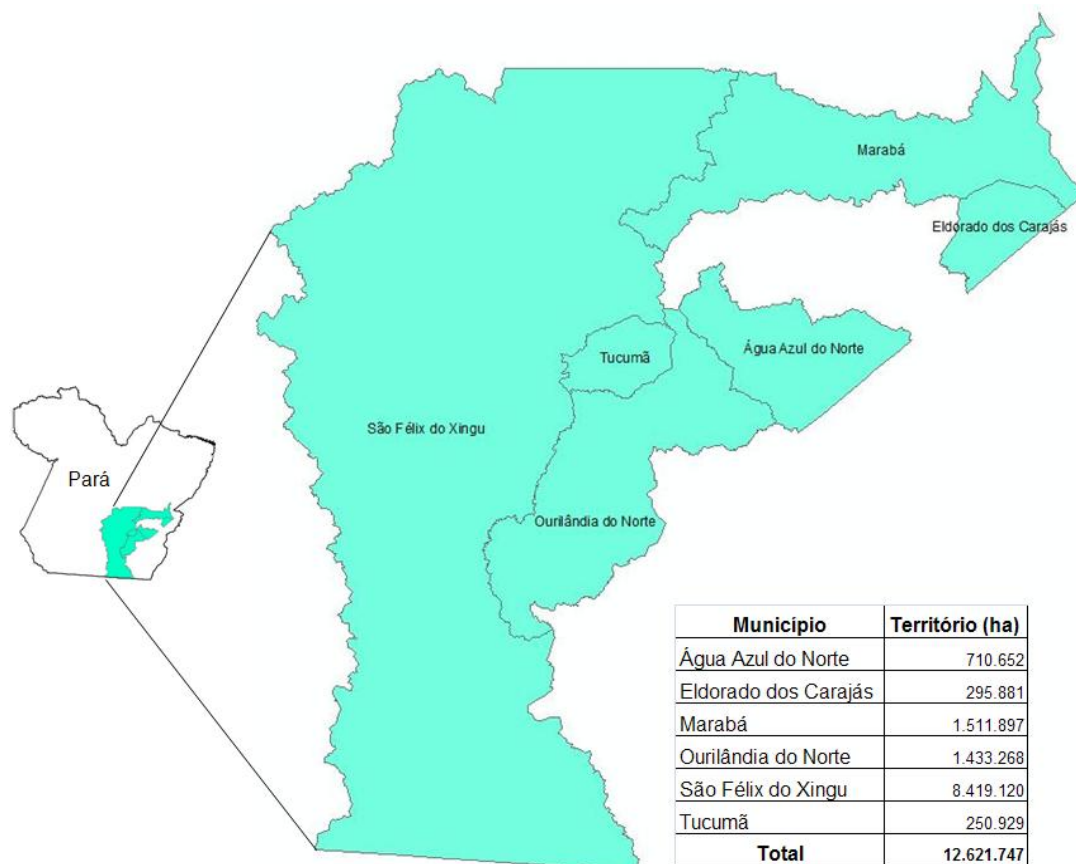 Marabá
Eldorado dos Carajás
Água Azul do Norte
Tucumã
São Félix do Xingu
Pará
Ourilândia do Norte
Município Território (ha)
Água Azul do Norte 710.652
Eldorado dos Carajás 295.881
Marabá 1.511.897
Ourilândia do Norte 1.433.268
São Félix do Xingu 8.419.120
Tucumã 250.929
Total 12.621.747